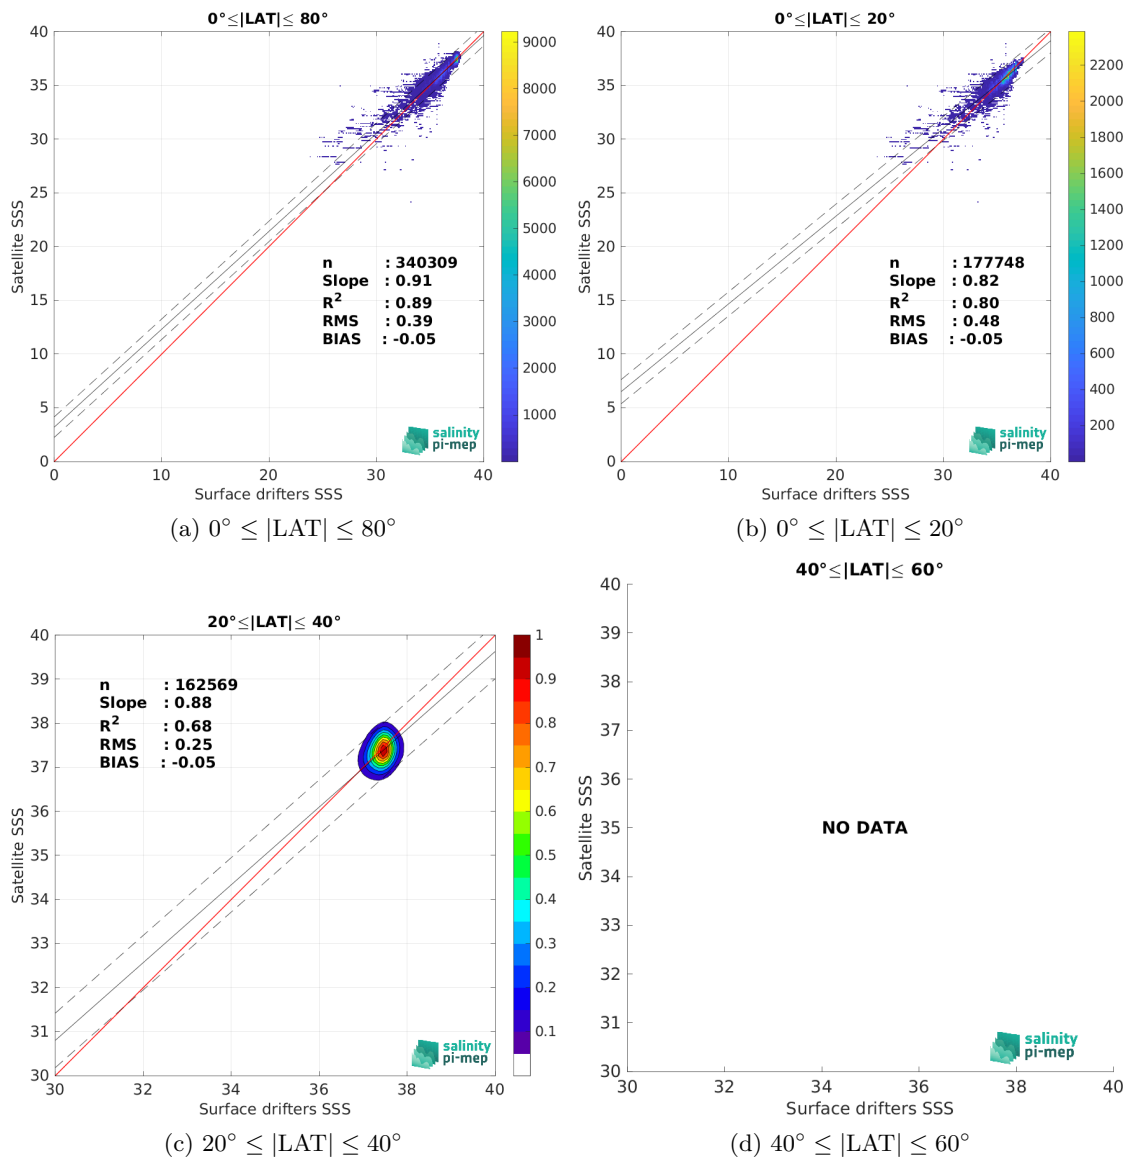 0°≤|LAT|≤ 80°
40
35
30
25
20
15
10
5
0
Satellite SSS
n : 340309
Slope : 0.91
R² : 0.89
RMS : 0.39
BIAS : -0.05
salinity
pi-mep
0 10 20 30 40
Surface drifters SSS
9000
8000
7000
6000
5000
4000
3000
2000
1000
(a) 0° ≤ |LAT| ≤ 80°
0°≤|LAT|≤ 20°
40
35
30
25
20
15
10
5
0
Satellite SSS
n : 177748
Slope : 0.82
R² : 0.80
RMS : 0.48
BIAS : -0.05
salinity
pi-mep
0 10 20 30 40
Surface drifters SSS
2200
2000
1800
1600
1400
1200
1000
800
600
400
200
(b) 0° ≤ |LAT| ≤ 20°
20°≤|LAT|≤ 40°
40
39
38
37
36
35
34
33
32
31
30
Satellite SSS
n : 162569
Slope : 0.88
R² : 0.68
RMS : 0.25
BIAS : -0.05
salinity
pi-mep
30 32 34 36 38 40
Surface drifters SSS
1
0.9
0.8
0.7
0.6
0.5
0.4
0.3
0.2
0.1
(c) 20° ≤ |LAT| ≤ 40°
40°≤|LAT|≤ 60°
40
39
38
37
36
35
34
33
32
31
30
Satellite SSS
NO DATA
salinity
pi-mep
30 32 34 36 38 40
Surface drifters SSS
(d) 40° ≤ |LAT| ≤ 60°